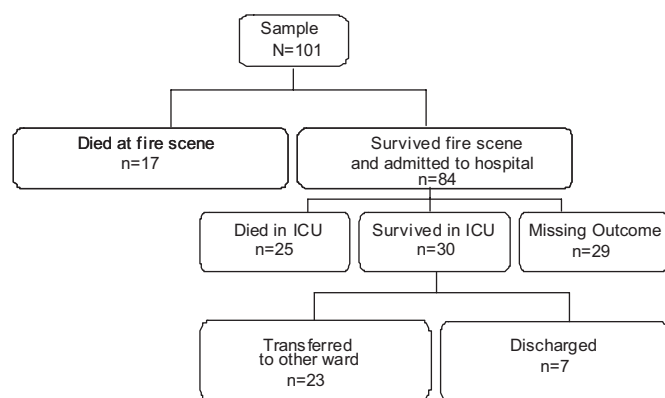 Sample
N=101
Died at fire scene
n=17
Survived fire scene
and admitted to hospital
n=84
Died in ICU
n=25
Survived in ICU
n=30
Missing Outcome
n=29
Transferred
to other ward
n=23
Discharged
n=7